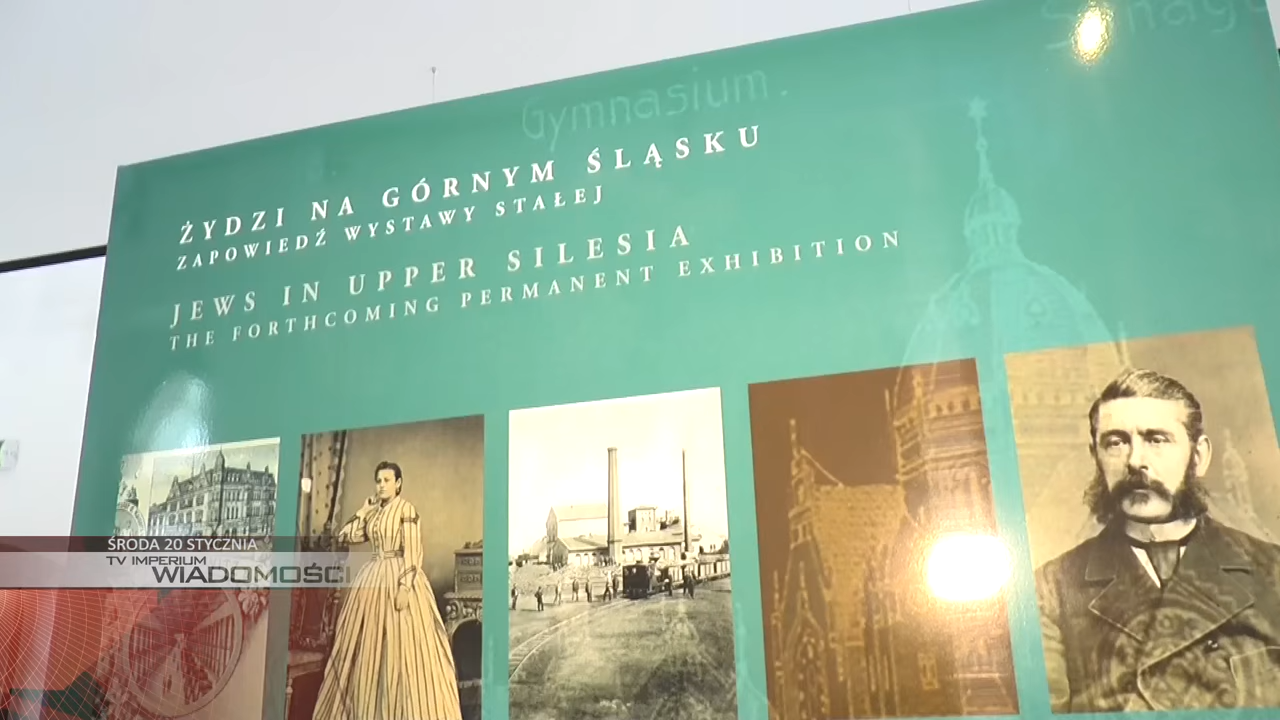 Gymnasium.
ŻYDZI NA GÓRNYM ŚLĄSKU
ZAPOWIEDŹ WYSTAWY STAŁEJ
JEWS IN UPPER SILESIA
THE FORTHCOMING PERMANENT EXHIBITION
ŚRODA 20 STYCZNIA
TV IMPERIUM
WIADOMOŚCI